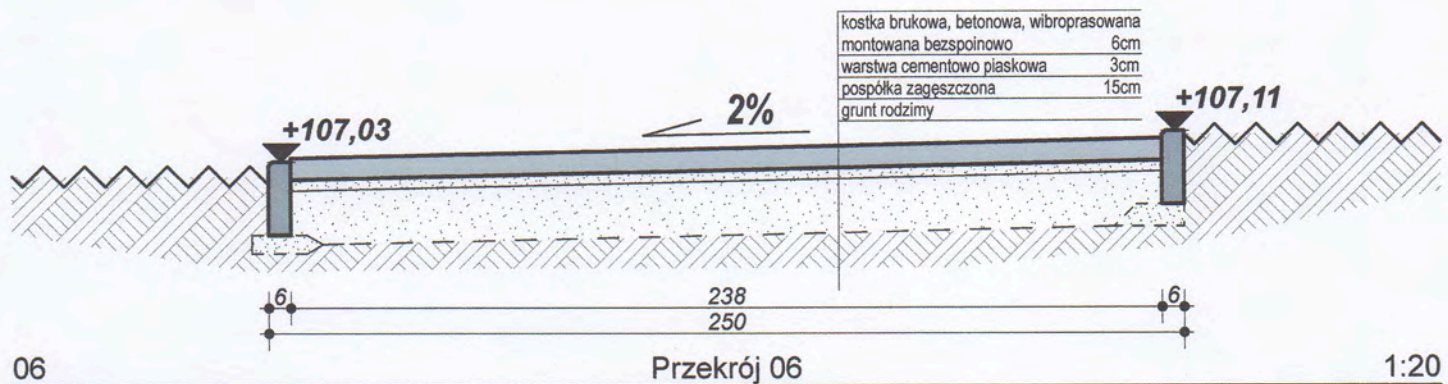 kostka brukowa, betonowa, wibroprasowana
montowana bezspoinowo 6cm
warstwa cementowo piaskowa 3cm
pospółka zagęszczona 15cm
grunt rodzimy
+107,11
2%
+107,03
6 238 6
250
06 Przekrój 06 1:20